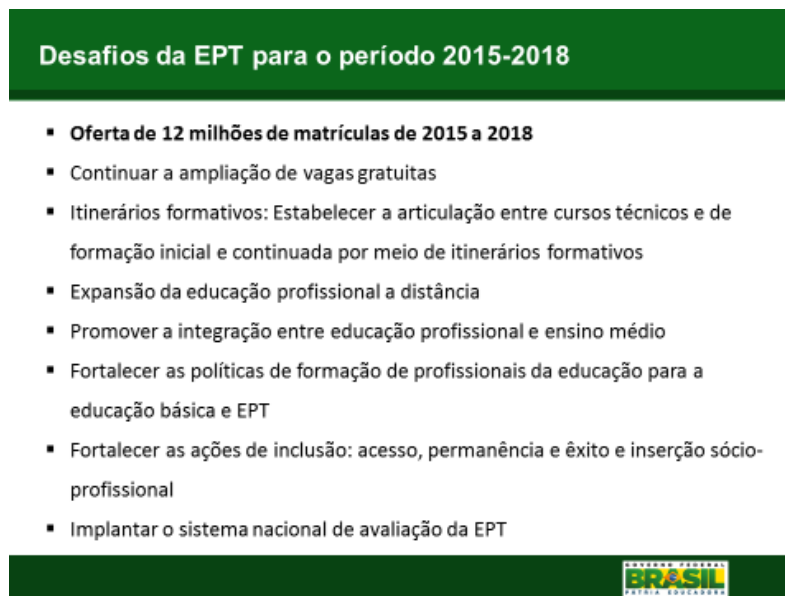 Desafios da EPT para o período 2015-2018
▪ Oferta de 12 milhões de matrículas de 2015 a 2018
▪ Continuar a ampliação de vagas gratuitas
▪ Itinerários formativos: Estabelecer a articulação entre cursos técnicos e de
formação inicial e continuada por meio de itinerários formativos
▪ Expansão da educação profissional a distância
▪ Promover a integração entre educação profissional e ensino médio
▪ Fortalecer as políticas de formação de profissionais da educação para a
educação básica e EPT
▪ Fortalecer as ações de inclusão: acesso, permanência e êxito e inserção sócio-
profissional
▪ Implantar o sistema nacional de avaliação da EPT
GOVERNO FEDERAL
BRASIL
PÁTRIA EDUCADORA